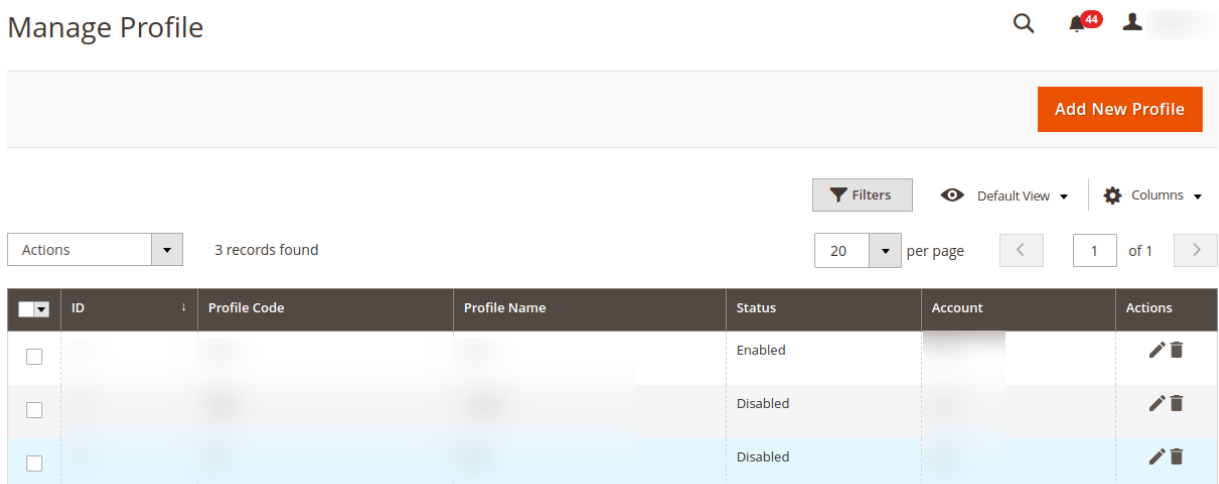 Manage Profile
44
Add New Profile
Filters
Default View
Columns
Actions
3 records found
20
per page
1
of 1
ID ↓ Profile Code Profile Name Status Account Actions
Enabled
Disabled
Disabled